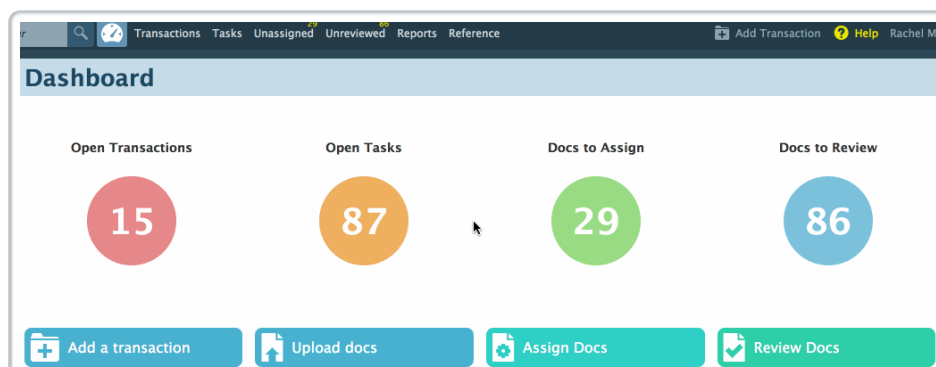 29 86
Transactions Tasks Unassigned Unreviewed Reports Reference Add Transaction ? Help Rachel M
Dashboard
Open Transactions Open Tasks Docs to Assign Docs to Review
15 87 29 86
Add a transaction Upload docs Assign Docs Review Docs